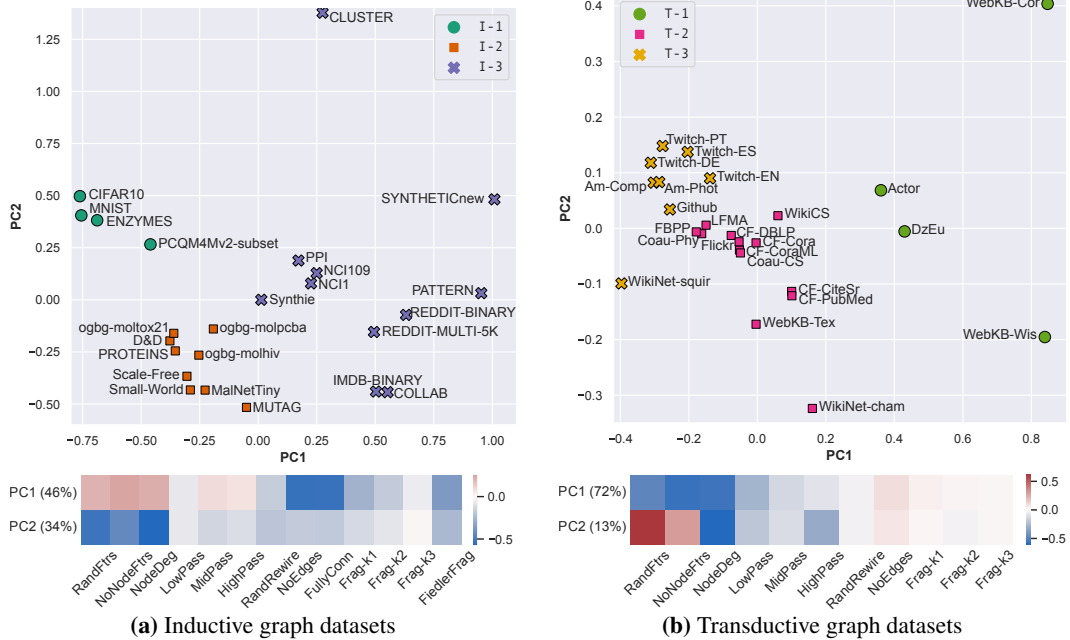 1.25
1.00
0.75
0.50
0.25
0.00
−0.25
−0.50
PC2
CLUSTER
I-1
I-2
I-3
CIFAR10
MNIST
ENZYMES
SYNTHETICnew
PCQM4Mv2-subset
PPI
NCI109
NCI1
PATTERN
Synthie
REDDIT-BINARY
ogbg-moltox21
ogbg-molpcba
REDDIT-MULTI-5K
D&D
PROTEINS
ogbg-molhiv
Scale-Free
IMDB-BINARY
Small-World
MalNetTiny
COLLAB
MUTAG
−0.75
−0.50
−0.25
0.00
0.25
0.50
0.75
1.00
PC1
PC1 (46%)
PC2 (34%)
0.0
−0.5
RandFtrs
NoNodeFtrs
NodeDeg
LowPass
MidPass
HighPass
RandRewire
NoEdges
FullyConn
Frag-k1
Frag-k2
Frag-k3
FiedlerFrag
(a) Inductive graph datasets
0.4
0.3
0.2
0.1
0.0
−0.1
−0.2
−0.3
PC2
T-1
T-2
T-3
WebKB-Cor
Twitch-PT
Twitch-ES
Twitch-DE
Twitch-EN
Am-Comp
Am-Phot
Actor
Github
WikiCS
LFMA
FBPP
CF-DBLP
DzEu
Coau-Phy
Flickr
CF-Cora
CF-CoraML
Coau-CS
WikiNet-squir
CF-CiteSr
CF-PubMed
WebKB-Tex
WebKB-Wis
WikiNet-cham
−0.4
−0.2
0.0
0.2
0.4
0.6
0.8
PC1
PC1 (72%)
PC2 (13%)
0.5
0.0
−0.5
RandFtrs
NoNodeFtrs
NodeDeg
LowPass
MidPass
HighPass
RandRewire
NoEdges
Frag-k1
Frag-k2
Frag-k3
(b) Transductive graph datasets